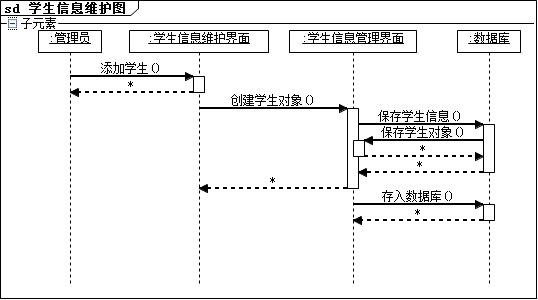 sd 学生信息维护图
子元素
:管理员
:学生信息维护界面
:学生信息管理界面
:数据库
添加学生()
*
创建学生对象()
保存学生信息()
保存学生对象()
*
*
*
存入数据库()
*